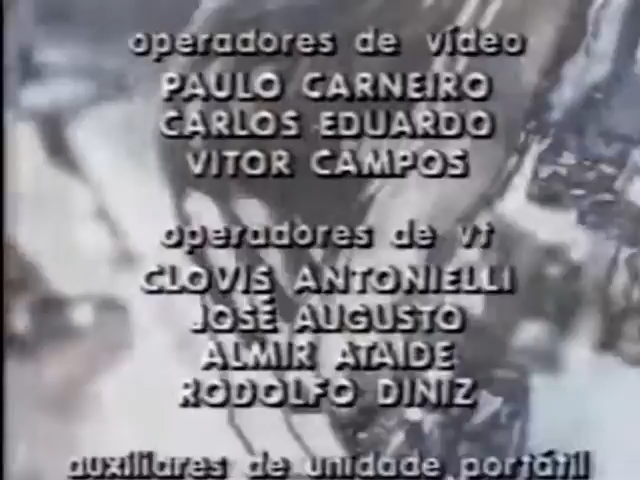 operadores de vídeo
PAULO CARNEIRO
CARLOS EDUARDO
VITOR CAMPOS
operadores de vt
CLOVIS ANTONIELLI
JOSÉ AUGUSTO
ALMIR ATAIDE
RODOLFO DINIZ
auxiliares de unidade portátil